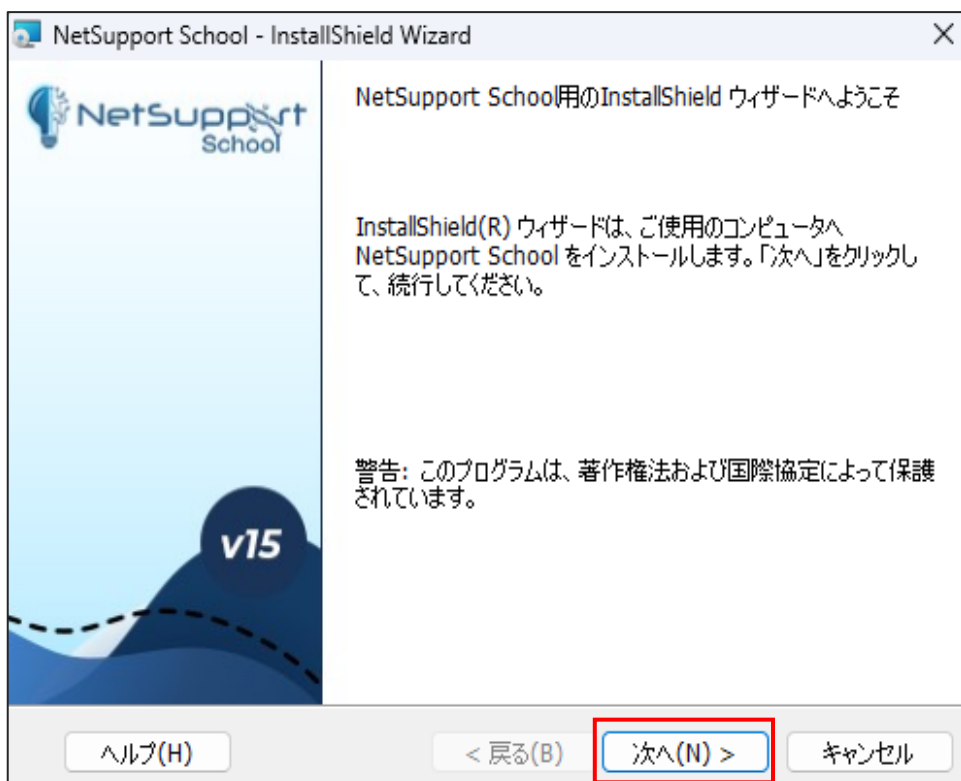 NetSupport School - InstallShield Wizard
NetSupport
School
NetSupport School用のInstallShield ウィザードへようこそ
InstallShield(R) ウィザードは、ご使用のコンピュータへ
NetSupport School をインストールします。「次へ」をクリックし
て、続行してください。
警告: このプログラムは、著作権法および国際協定によって保護
されています。
v15
ヘルプ(H)
< 戻る(B)
次へ(N) >
キャンセル